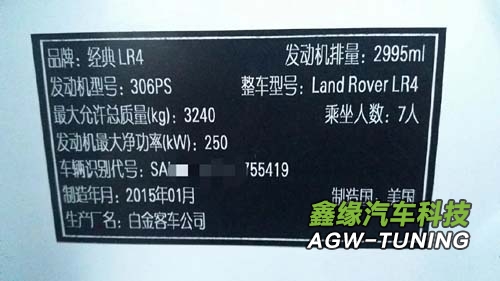 品牌: 经典 LR4 发动机排量: 2995ml
发动机型号: 306PS 整车型号: Land Rover LR4
最大允许总质量(kg): 3240 乘坐人数: 7人
发动机最大净功率(kW): 250
车辆识别代号: SA 755419
制造年月: 2015年01月 制造国: 美国
生产厂名: 白金客车公司
鑫缘汽车科技
AGW-TUNING